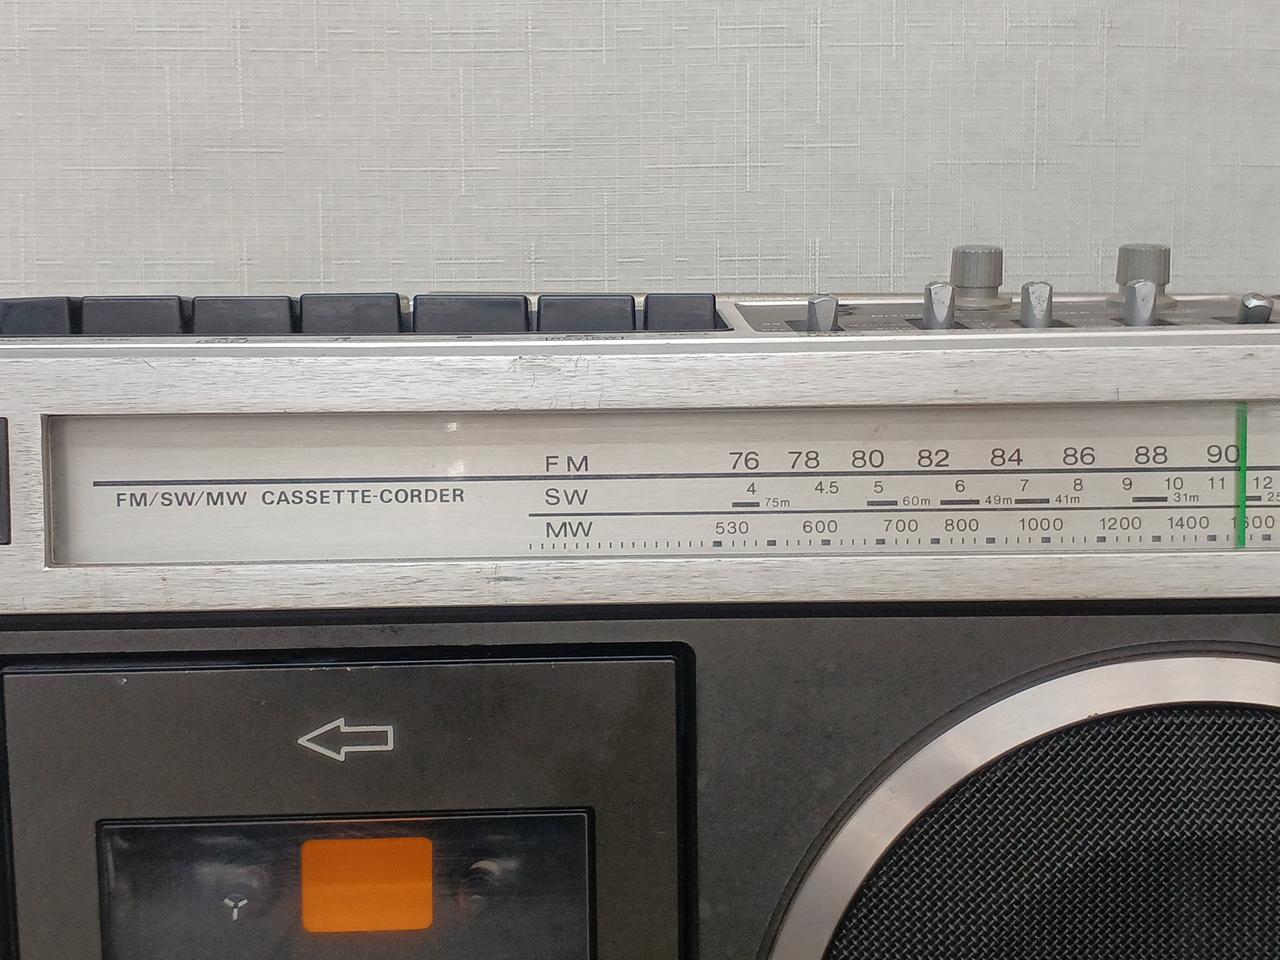 FM 76 78 80 82 84 86 88 90
FM/SW/MW CASSETTE-CORDER
SW 4 4.5 5 6 7 8 9 10 11 12
75m 60m 49m 41m 31m
MW 530 600 700 800 1000 1200 1400 1600